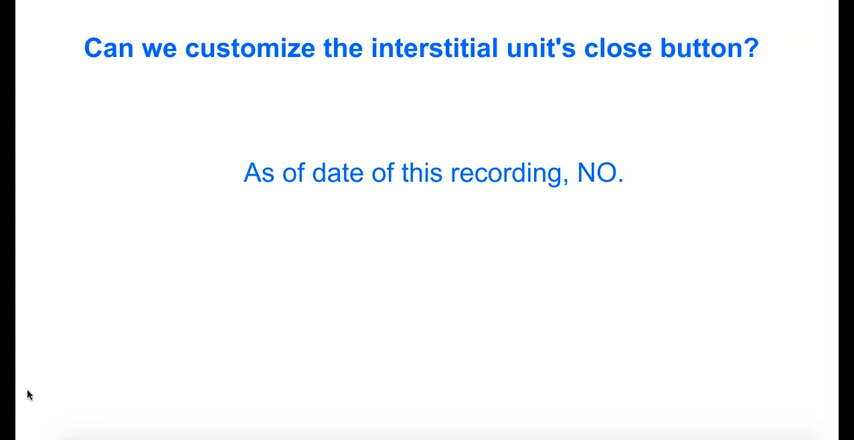 Can we customize the interstitial unit's close button?
As of date of this recording, NO.